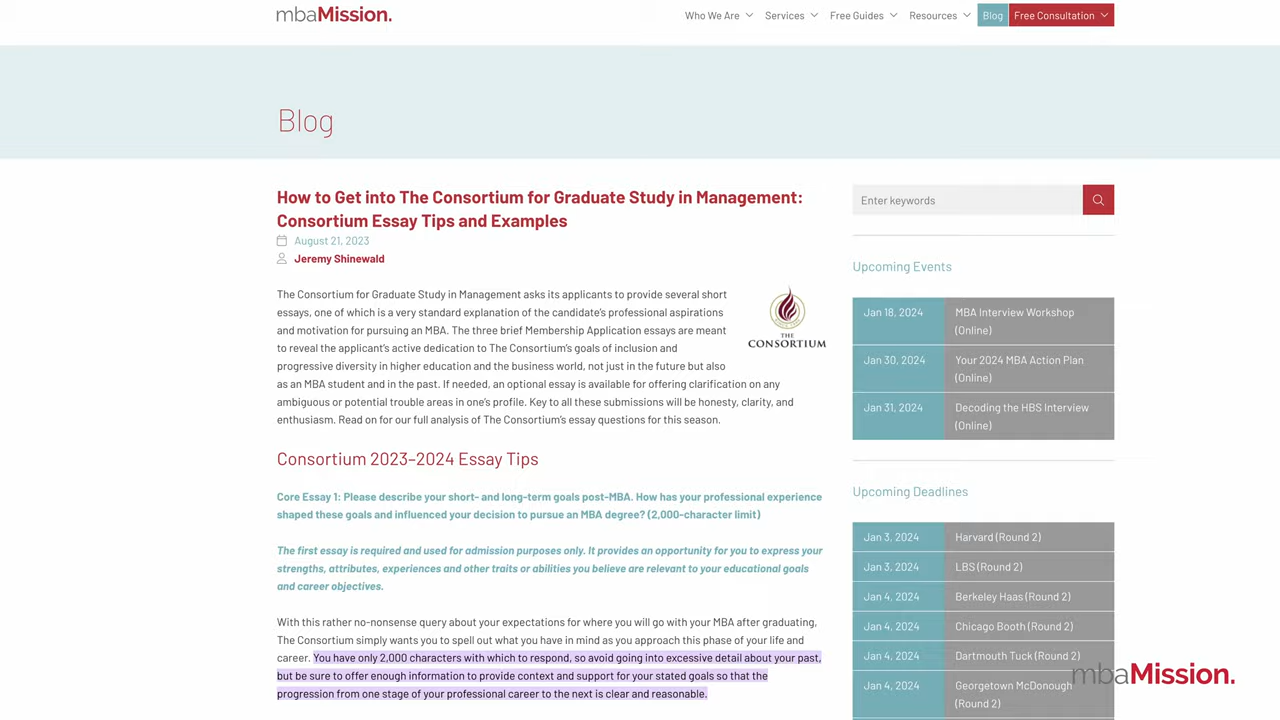 mbaMission.
Who We Are
Services
Free Guides
Resources
Blog
Free Consultation
Blog
How to Get into The Consortium for Graduate Study in Management:
Consortium Essay Tips and Examples
August 21, 2023
Jeremy Shinewald
The Consortium for Graduate Study in Management asks its applicants to provide several short
essays, one of which is a very standard explanation of the candidate's professional aspirations
and motivation for pursuing an MBA. The three brief Membership Application essays are meant
to reveal the applicant's active dedication to The Consortium's goals of inclusion and
progressive diversity in higher education and the business world, not just in the future but also
as an MBA student and in the past. If needed, an optional essay is available for offering clarification on any
ambiguous or potential trouble areas in one's profile. Key to all these submissions will be honesty, clarity, and
enthusiasm. Read on for our full analysis of The Consortium's essay questions for this season.
THE
CONSORTIUM
Consortium 2023–2024 Essay Tips
Core Essay 1: Please describe your short- and long-term goals post-MBA. How has your professional experience
shaped these goals and influenced your decision to pursue an MBA degree? (2,000-character limit)
The first essay is required and used for admission purposes only. It provides an opportunity for you to express your
strengths, attributes, experiences and other traits or abilities you believe are relevant to your educational goals
and career objectives.
With this rather no-nonsense query about your expectations for where you will go with your MBA after graduating,
The Consortium simply wants you to spell out what you have in mind as you approach this phase of your life and
career. You have only 2,000 characters with which to respond, so avoid going into excessive detail about your past,
but be sure to offer enough information to provide context and support for your stated goals so that the
progression from one stage of your professional career to the next is clear and reasonable.
Enter keywords
Upcoming Events
Jan 18, 2024
MBA Interview Workshop
(Online)
Jan 30, 2024
Your 2024 MBA Action Plan
(Online)
Jan 31, 2024
Decoding the HBS Interview
(Online)
Upcoming Deadlines
Jan 3, 2024
Harvard (Round 2)
Jan 3, 2024
LBS (Round 2)
Jan 4, 2024
Berkeley Haas (Round 2)
Jan 4, 2024
Chicago Booth (Round 2)
Jan 4, 2024
Dartmouth Tuck (Round 2)
Jan 4, 2024
Georgetown McDonough
(Round 2)
mbaMission.